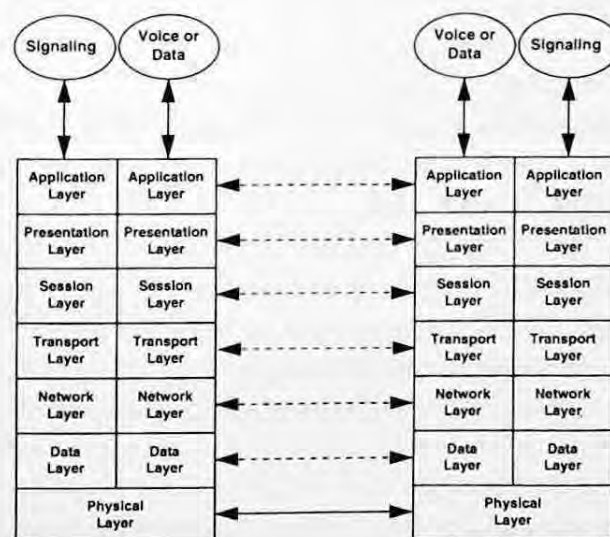 Signaling
Voice or
Data
Voice or
Data
Signaling
Application
Layer
Application
Layer
Application
Layer
Application
Layer
Presentation
Layer
Presentation
Layer
Presentation
Layer
Presentation
Layer
Session
Layer
Session
Layer
Session
Layer
Session
Layer
Transport
Layer
Transport
Layer
Transport
Layer
Transport
Layer
Network
Layer
Network
Layer
Network
Layer
Network
Layer
Data
Layer
Data
Layer
Data
Layer
Data
Layer
Physical
Layer
Physical
Layer